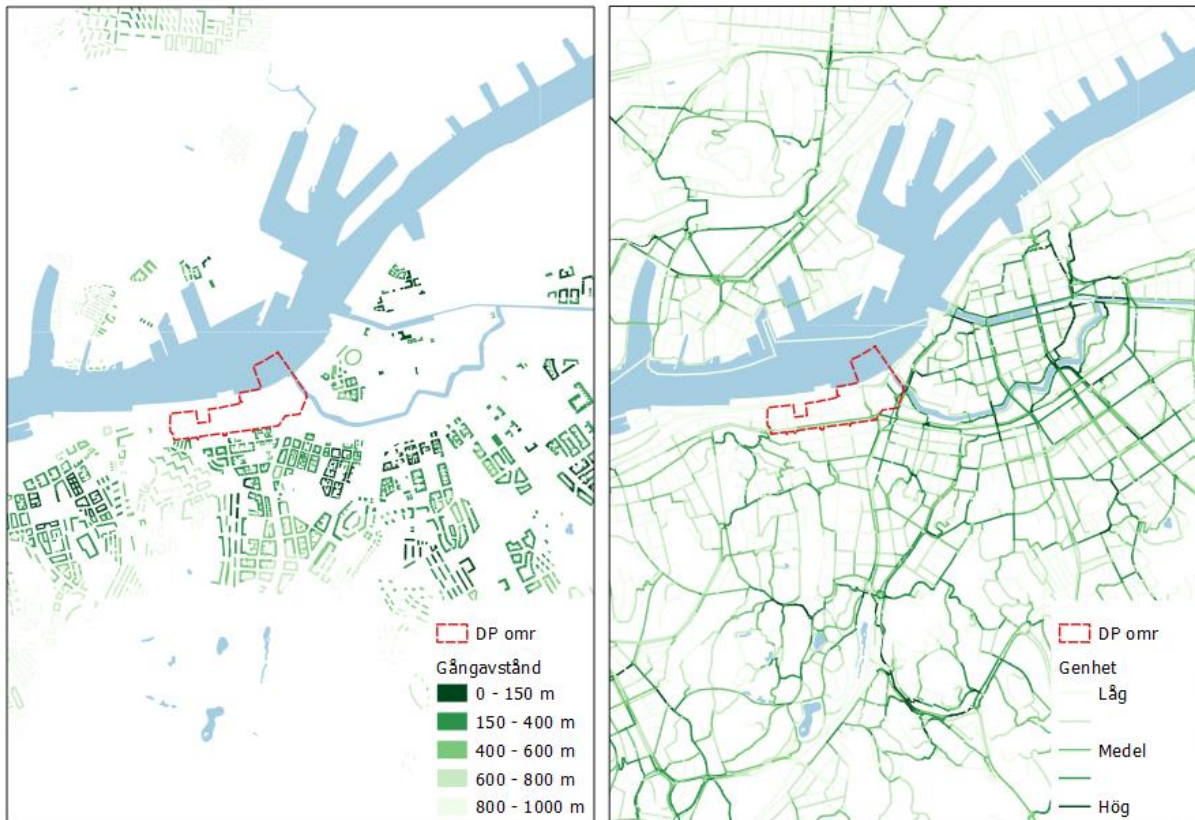 DP omr
Gångavstånd
0 - 150 m
150 - 400 m
400 - 600 m
600 - 800 m
800 - 1000 m
DP omr
Genhet
Låg
Medel
Hög